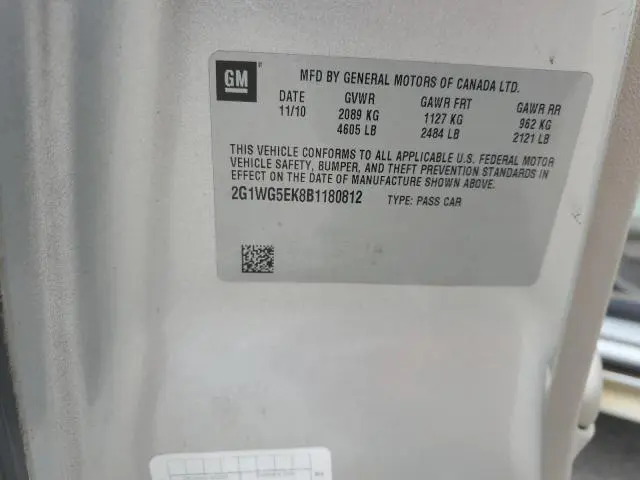 GM
®
MFD BY GENERAL MOTORS OF CANADA LTD.
DATE GVWR GAWR FRT GAWR RR
11/10 2089 KG 1127 KG 962 KG
4605 LB 2484 LB 2121 LB
THIS VEHICLE CONFORMS TO ALL APPLICABLE U.S. FEDERAL MOTOR
VEHICLE SAFETY, BUMPER, AND THEFT PREVENTION STANDARDS IN
EFFECT ON THE DATE OF MANUFACTURE SHOWN ABOVE.
2G1WG5EK8B1180812 TYPE: PASS CAR